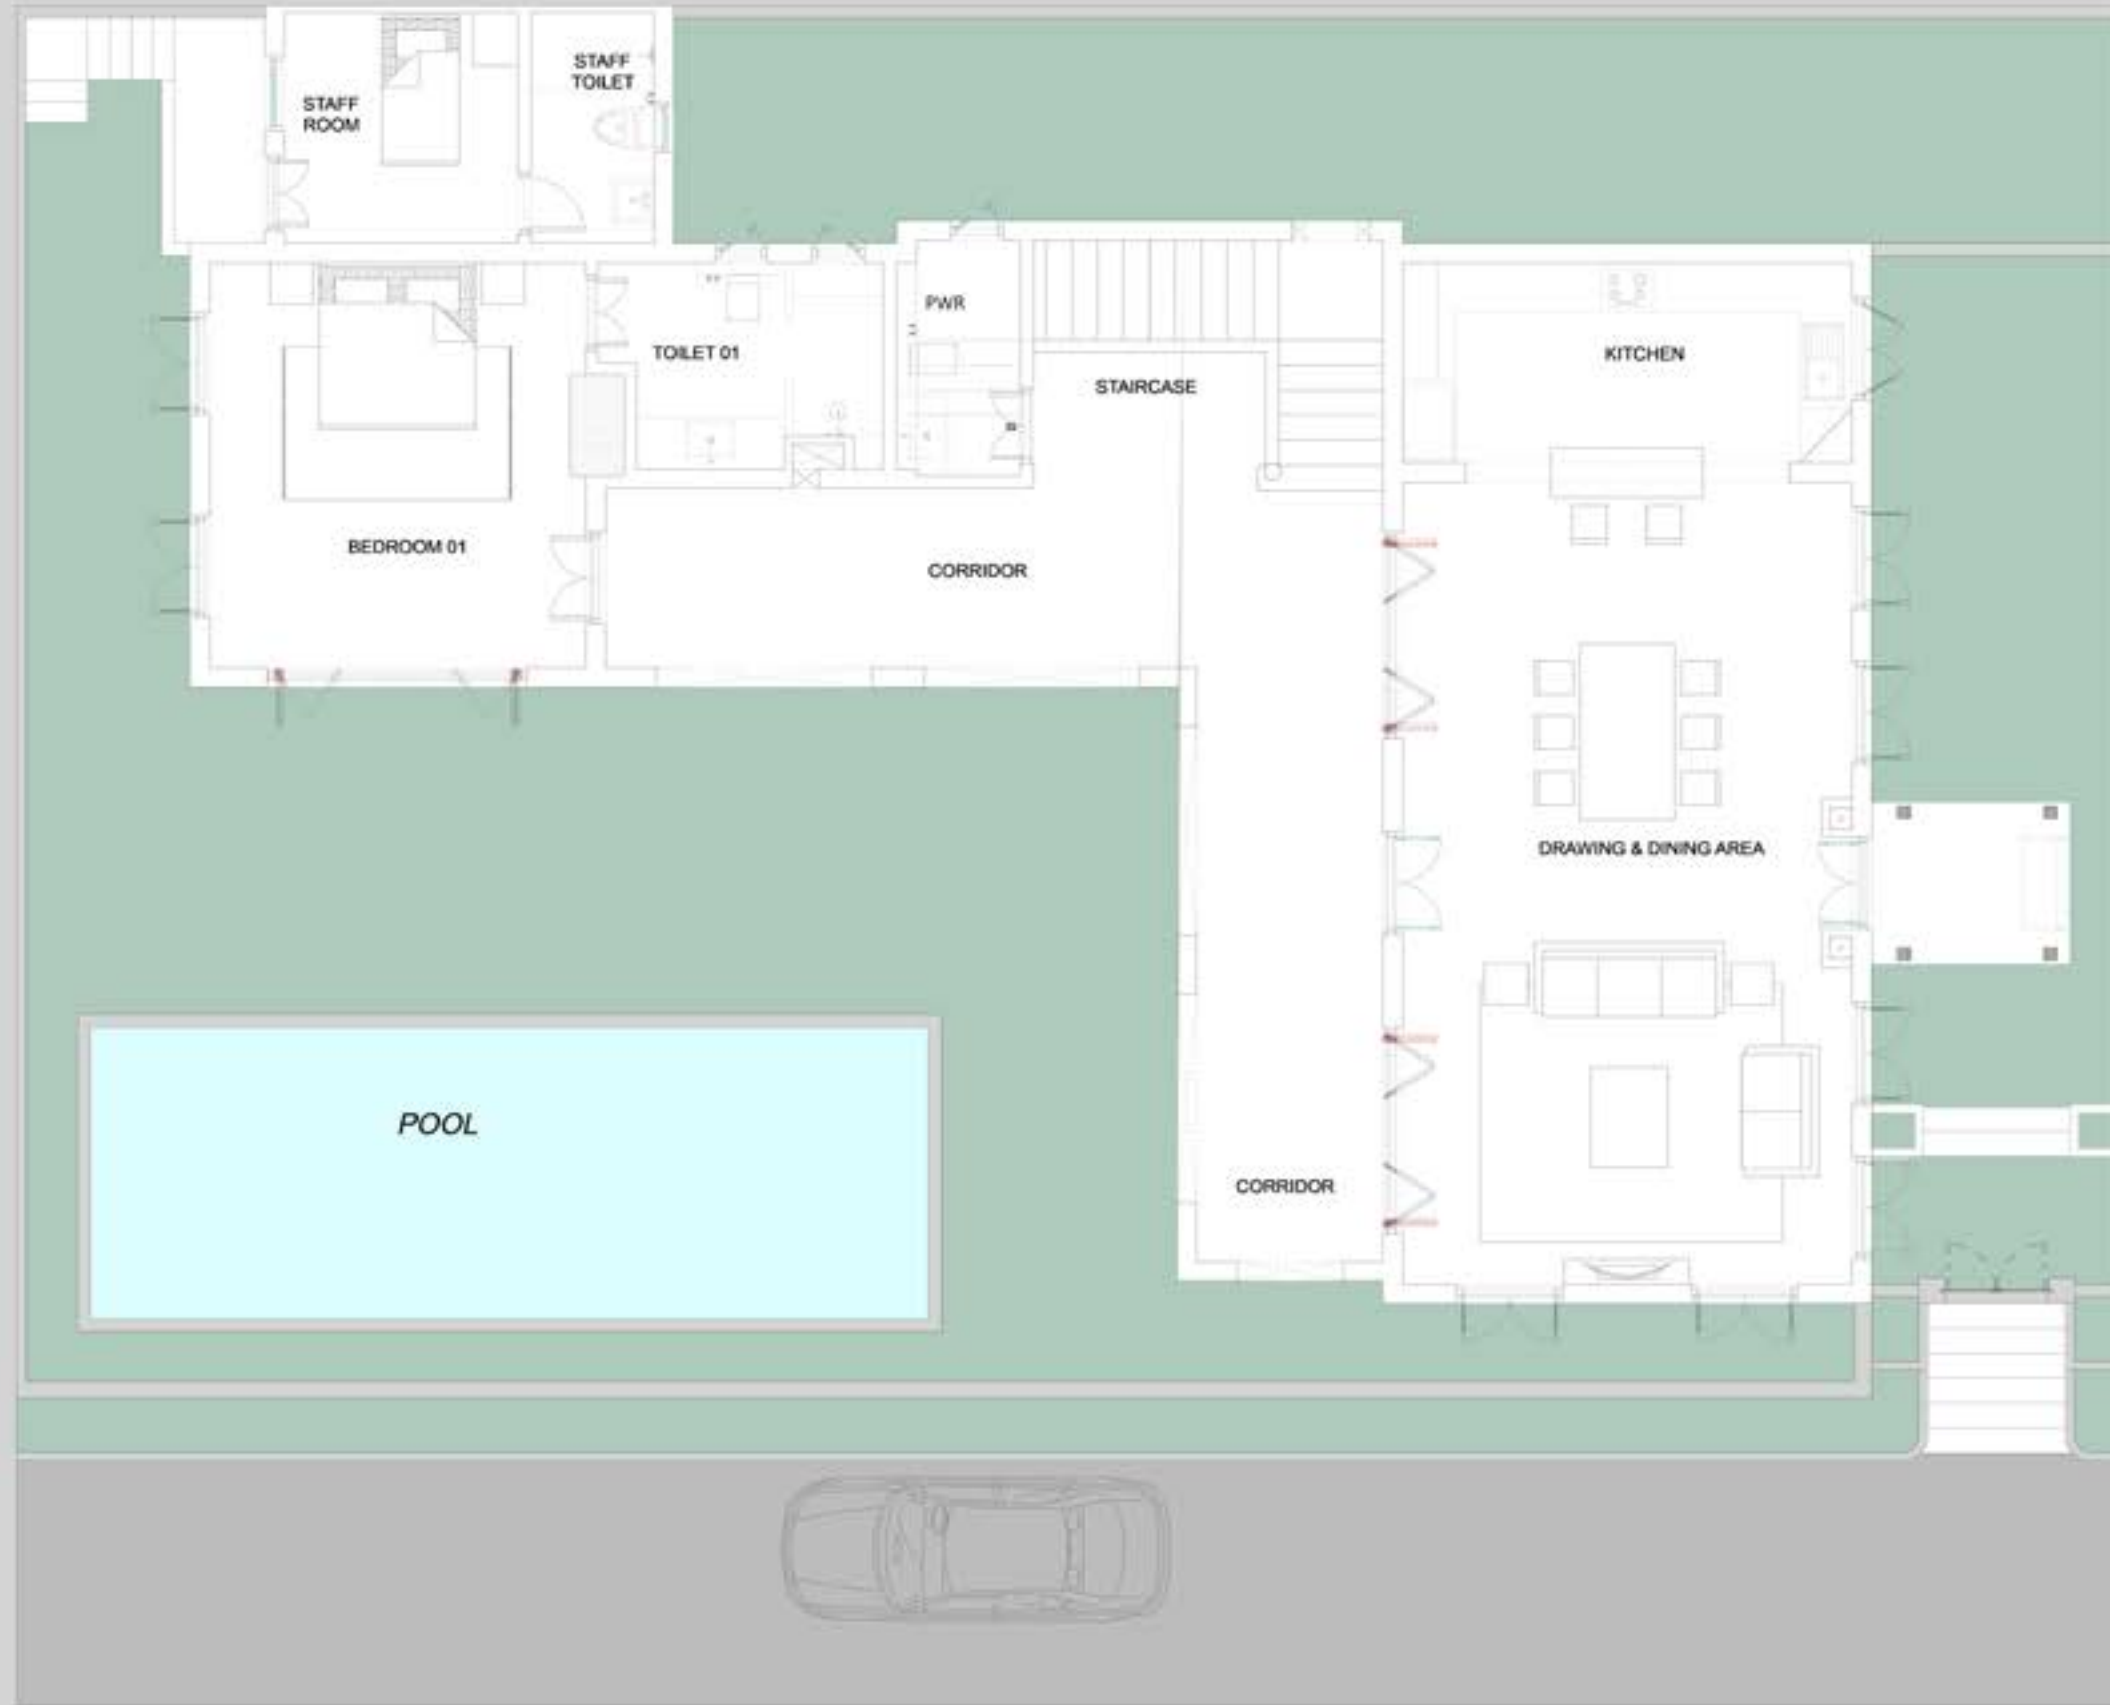 STAFF
TOILET
STAFF
ROOM
PWR
TOILET 01
KITCHEN
STAIRCASE
BEDROOM 01
CORRIDOR
DRAWING & DINING AREA
POOL
CORRIDOR